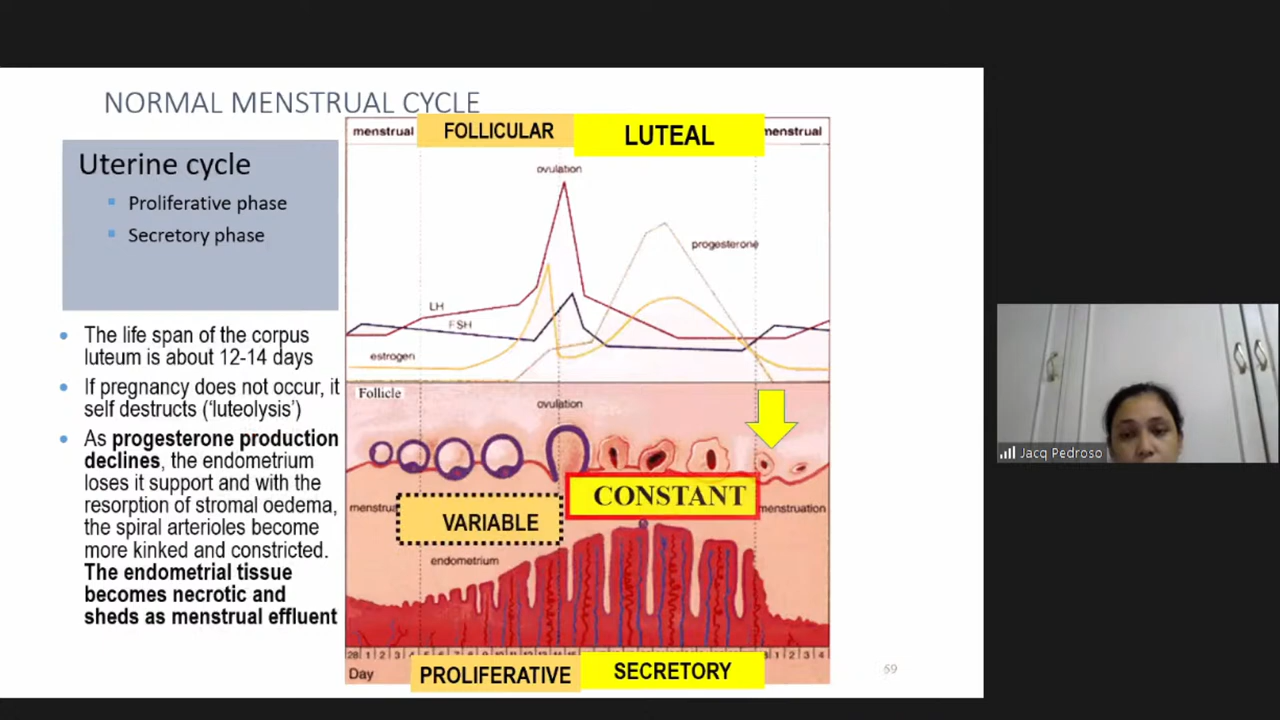 NORMAL MENSTRUAL CYCLE
Uterine cycle
Proliferative phase
Secretory phase
The life span of the corpus
luteum is about 12-14 days
If pregnancy does not occur, it
self destructs (‘luteolysis’)
As progesterone production
declines, the endometrium
loses it support and with the
resorption of stromal oedema,
the spiral arterioles become
more kinked and constricted.
The endometrial tissue
becomes necrotic and
sheds as menstrual effluent
menstrual
FOLLICULAR
LUTEAL
menstrual
ovulation
progesterone
LH
FSH
estrogen
Follicle
ovulation
CONSTANT
VARIABLE
menstruation
endometrium
Day
PROLIFERATIVE
SECRETORY
59
Jacq Pedroso